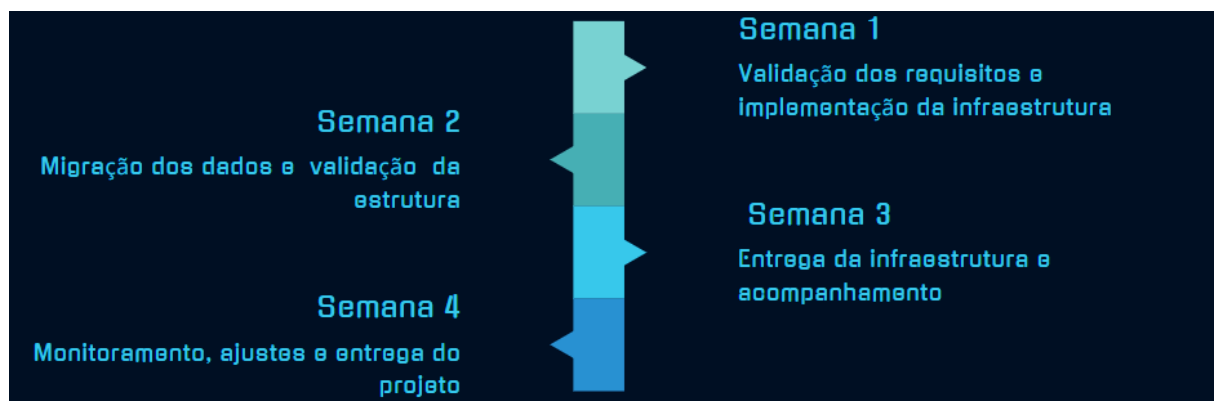 Semana 1
Validação dos requisitos e
implementação da infraestrutura
Semana 2
Migração dos dados e validação da
estrutura
Semana 3
Entrega da infraestrutura e
acompanhamento
Semana 4
Monitoramento, ajustes e entrega do
projeto